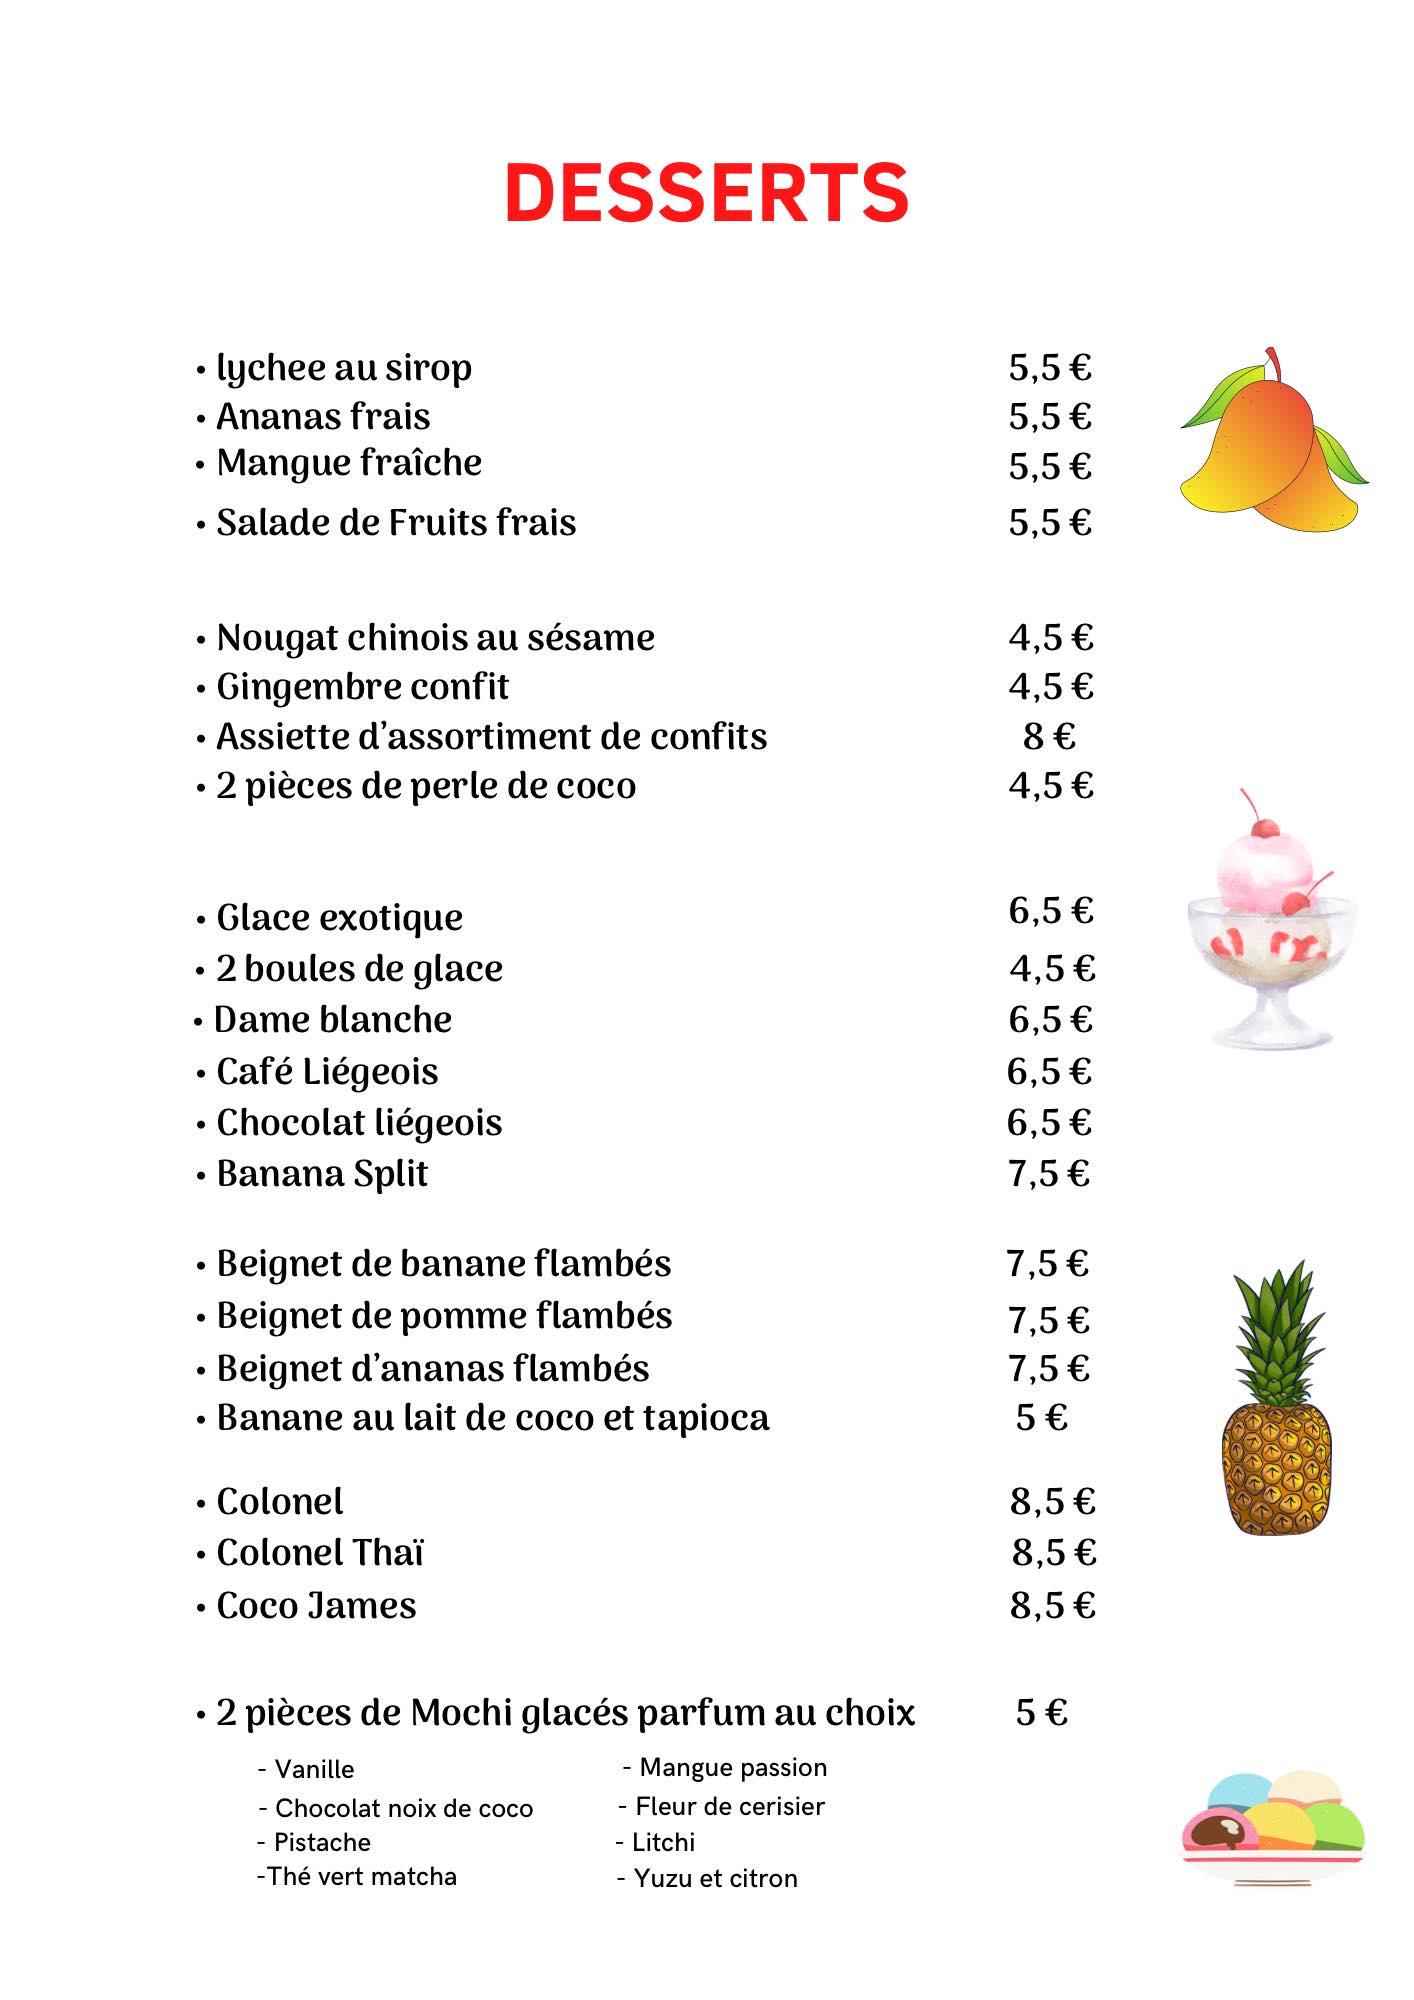 DESSERTS
• lychee au sirop 5,5 €
• Ananas frais 5,5 €
• Mangue fraîche 5,5 €
• Salade de Fruits frais 5,5 €
• Nougat chinois au sésame 4,5 €
• Gingembre confit 4,5 €
• Assiette d’assortiment de confits 8 €
• 2 pièces de perle de coco 4,5 €
• Glace exotique 6,5 €
• 2 boules de glace 4,5 €
• Dame blanche 6,5 €
• Café Liégeois 6,5 €
• Chocolat liégeois 6,5 €
• Banana Split 7,5 €
• Beignet de banane flambés 7,5 €
• Beignet de pomme flambés 7,5 €
• Beignet d’ananas flambés 7,5 €
• Banane au lait de coco et tapioca 5 €
• Colonel 8,5 €
• Colonel Thaï 8,5 €
• Coco James 8,5 €
• 2 pièces de Mochi glacés parfum au choix 5 €
- Vanille - Mangue passion
- Chocolat noix de coco - Fleur de cerisier
- Pistache - Litchi
-Thé vert matcha - Yuzu et citron